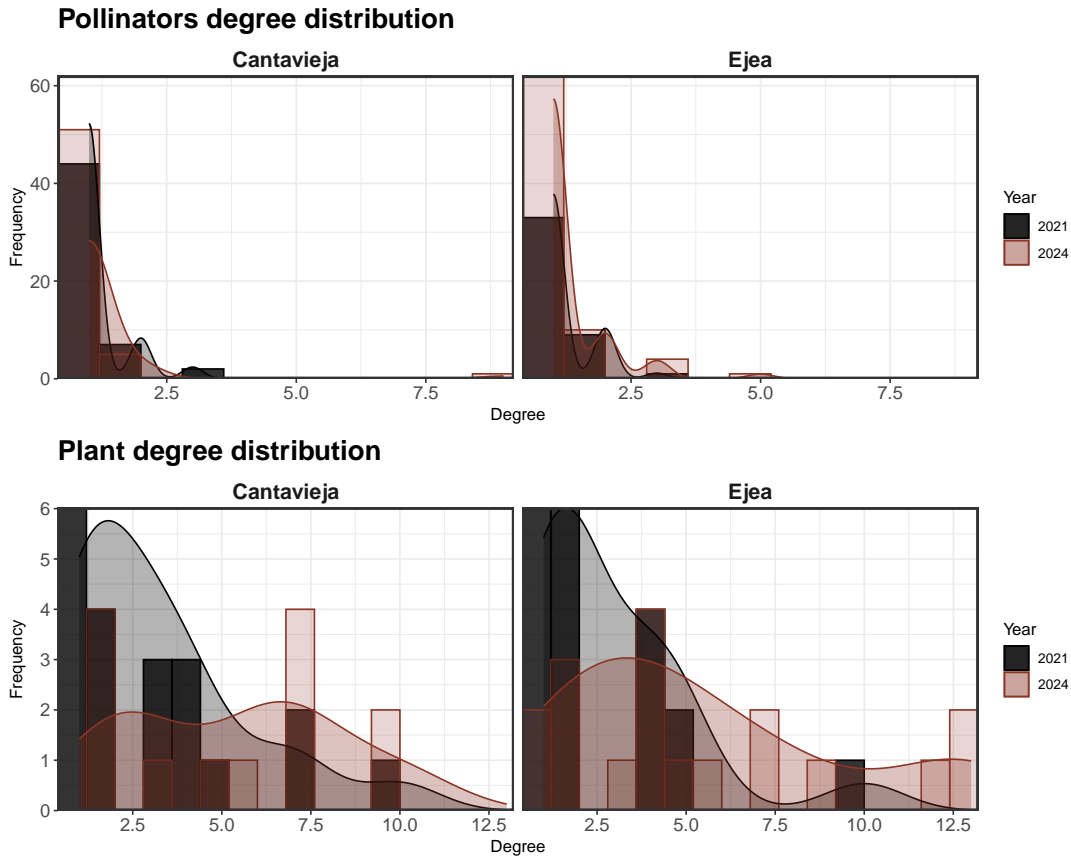 Pollinators degree distribution
Cantavieja
Ejea
60
40
20
0
Frequency
2.5
5.0
7.5
2.5
5.0
7.5
Degree
Year
2021
2024
Plant degree distribution
Cantavieja
Ejea
6
5
4
3
2
1
0
Frequency
2.5
5.0
7.5
10.0
12.5
2.5
5.0
7.5
10.0
12.5
Degree
Year
2021
2024